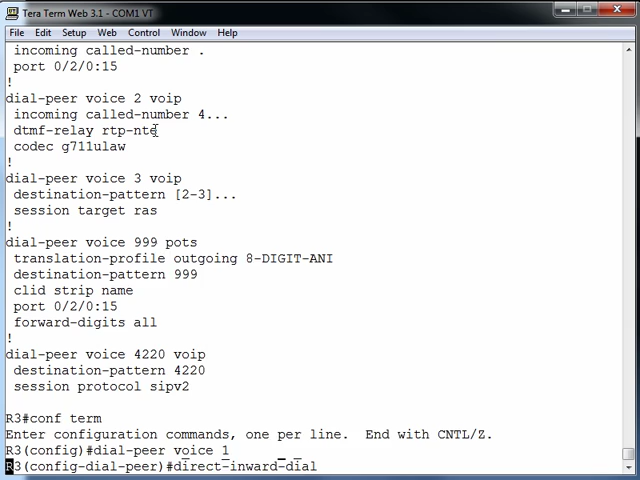 Tera Term Web 3.1 - COM1 VT
File Edit Setup Web Control Window Help
incoming called-number .
port 0/2/0:15
!
dial-peer voice 2 voip
incoming called-number 4...
dtmf-relay rtp-nte
codec g711ulaw
!
dial-peer voice 3 voip
destination-pattern [2-3]...
session target ras
!
dial-peer voice 999 pots
translation-profile outgoing 8-DIGIT-ANI
destination-pattern 999
clid strip name
port 0/2/0:15
forward-digits all
!
dial-peer voice 4220 voip
destination-pattern 4220
session protocol sipv2
R3#conf term
Enter configuration commands, one per line.  End with CNTL/Z.
R3(config)#dial-peer voice 1
R3(config-dial-peer)#direct-inward-dial